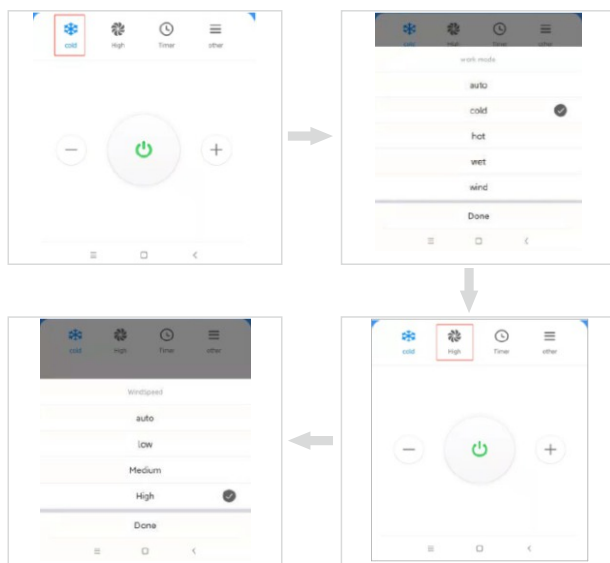 cold High Timer other
cold High Timer other
work mode
auto
cold
hot
wet
wind
Done
cold High Timer other
WindSpeed
auto
low
Medium
High
Done
cold High Timer other